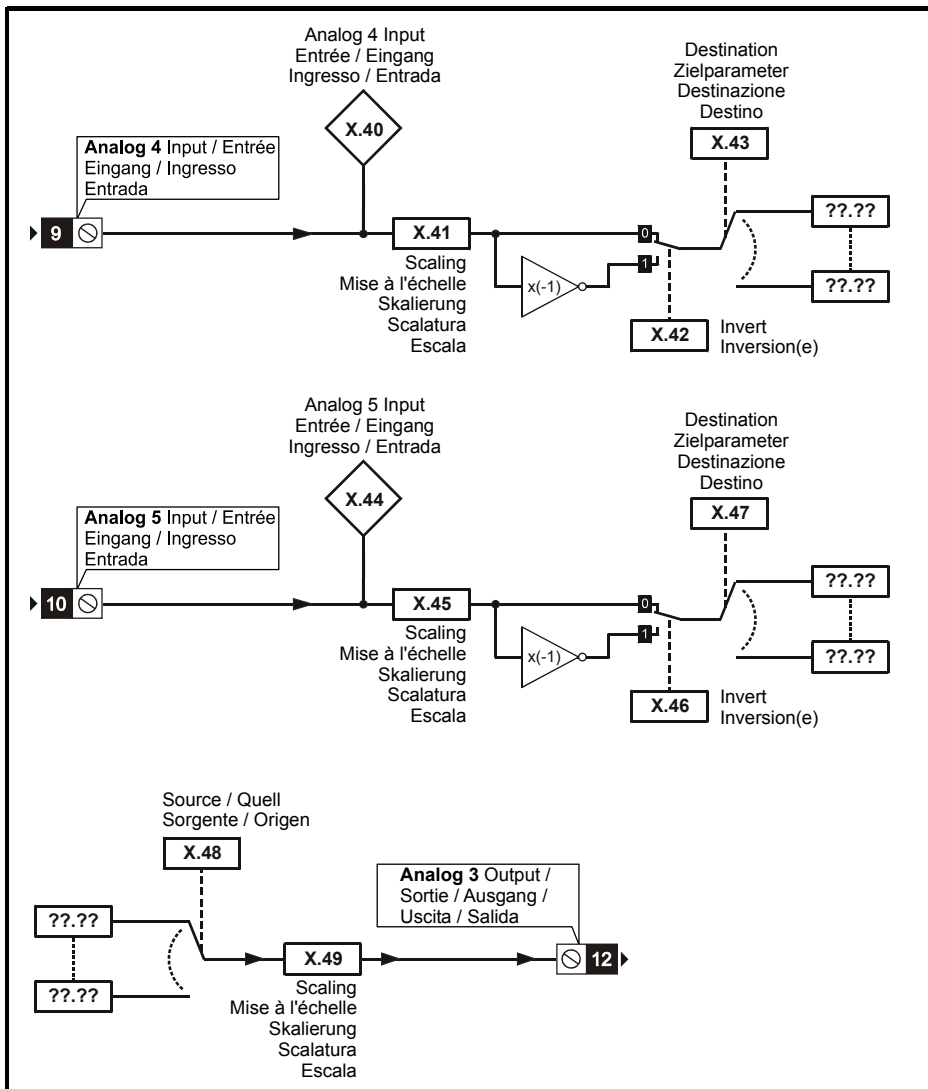 Analog 4 Input
Entrée / Eingang
Ingresso / Entrada
X.40
Destination
Zielparameter
Destinazione
Destino
X.43
Analog 4 Input / Entrée
Eingang / Ingresso
Entrada
9
X.41
Scaling
Mise à l'échelle
Skalierung
Scalatura
Escala
x(-1)
0
1
X.42
Invert
Inversion(e)
??.??
??.??
Analog 5 Input
Entrée / Eingang
Ingresso / Entrada
X.44
Destination
Zielparameter
Destinazione
Destino
X.47
Analog 5 Input / Entrée
Eingang / Ingresso
Entrada
10
X.45
Scaling
Mise à l'échelle
Skalierung
Scalatura
Escala
x(-1)
0
1
X.46
Invert
Inversion(e)
??.??
??.??
Source / Quell
Sorgente / Origen
X.48
??.??
??.??
X.49
Scaling
Mise à l'échelle
Skalierung
Scalatura
Escala
Analog 3 Output /
Sortie / Ausgang /
Uscita / Salida
12